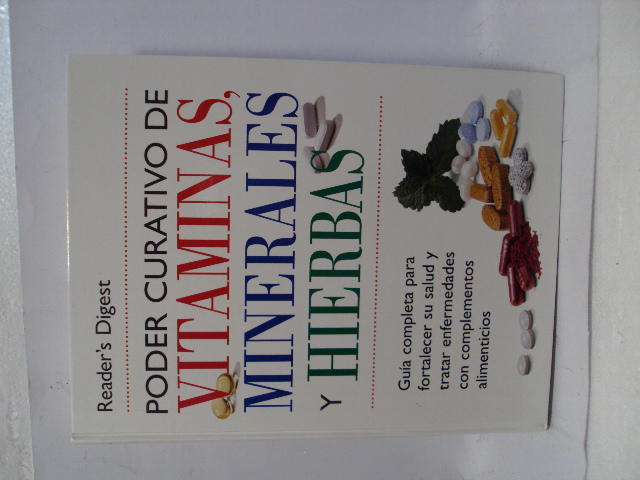 Reader's Digest
PODER CURATIVO DE
VITAMINAS,
MINERALES
Y HIERBAS
Guía completa para
fortalecer su salud y
tratar enfermedades
con complementos
alimenticios